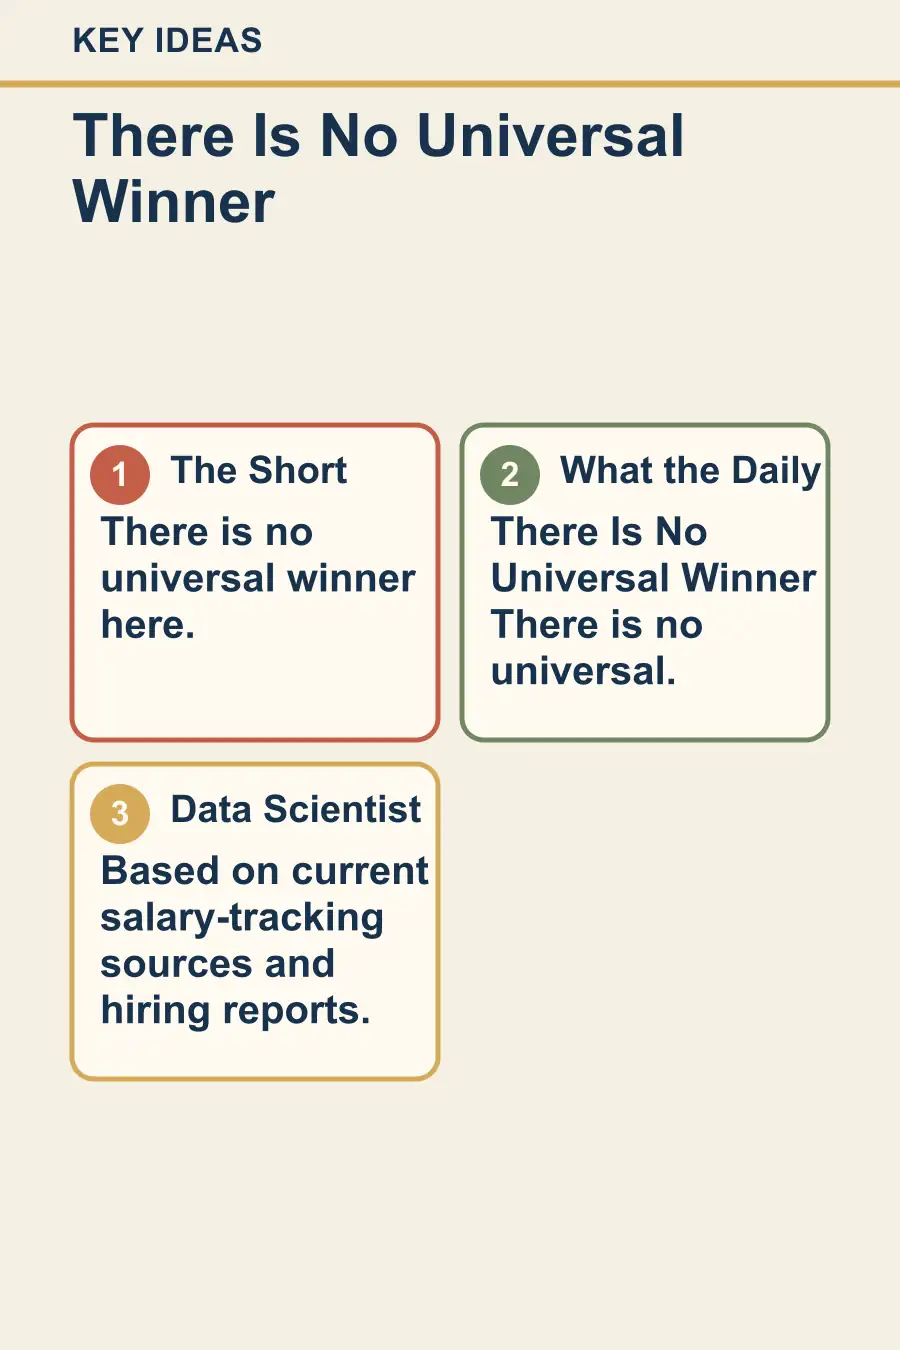 KEY IDEAS
There Is No Universal
Winner
1 The Short
There is no
universal winner
here.
2 What the Daily
There Is No
Universal Winner
There is no
universal.
3 Data Scientist
Based on current
salary-tracking
sources and
hiring reports.